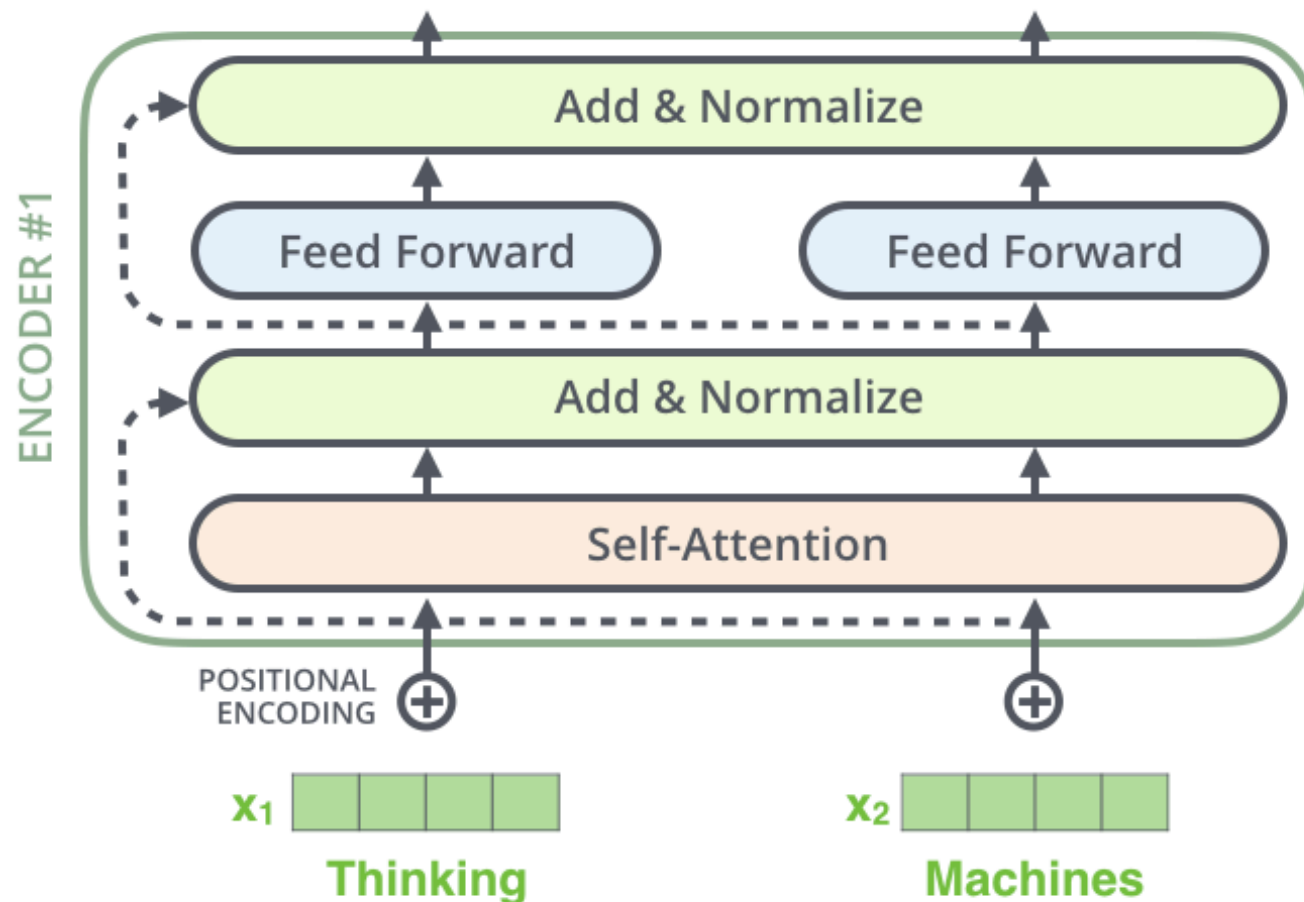 Add & Normalize
Feed Forward
Feed Forward
ENCODER #1
Add & Normalize
Self-Attention
POSITIONAL
ENCODING
x1
x2
Thinking
Machines